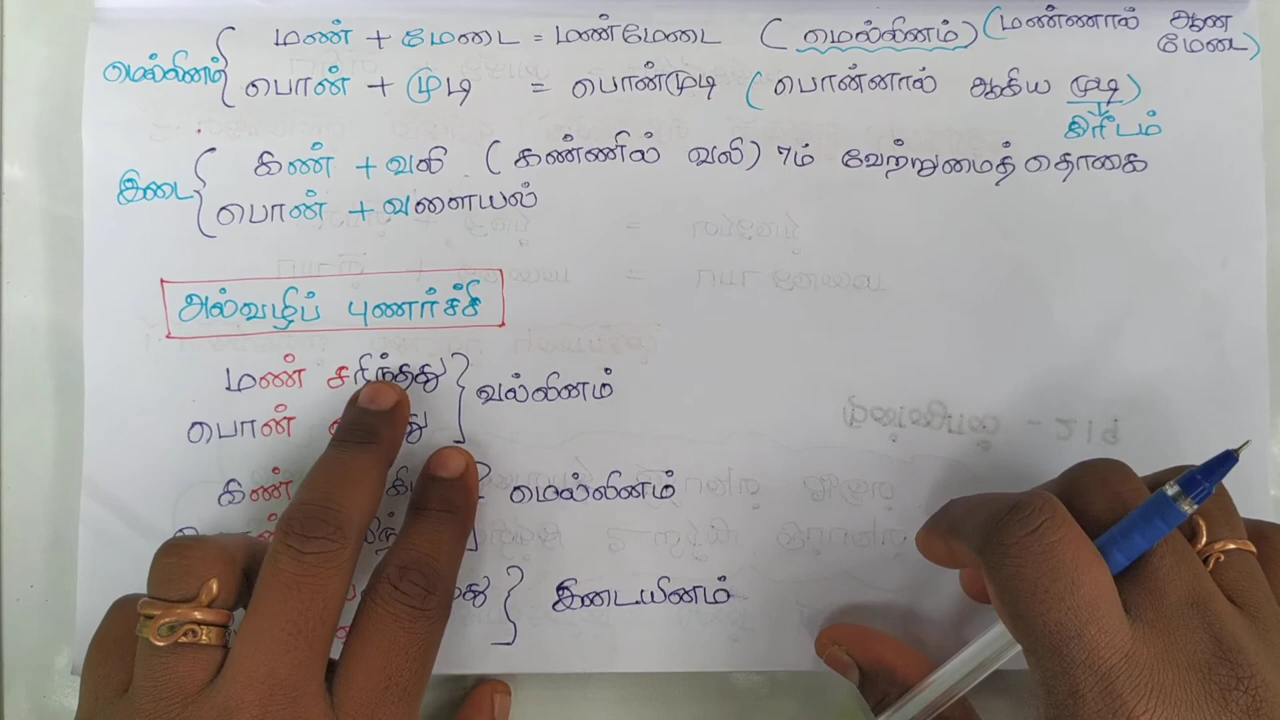 மெல்லினம் { மண் + மேடை = மண்மேடை (மெல்லினம்) (மண்ணால் ஆன மேடை)
பொன் + முடி = பொன்முடி (பொன்னால் ஆகிய முடி)
கிரீடம்
இடை { கண் + வலி (கண்ணில் வலி) 7ம் வேற்றுமைத் தொகை
பொன் + வளையல்
அல்வழிப் புணர்ச்சி
மண் சரிந்தது } வல்லினம்
பொன்
கண் மெல்லினம்
} இடையினம்